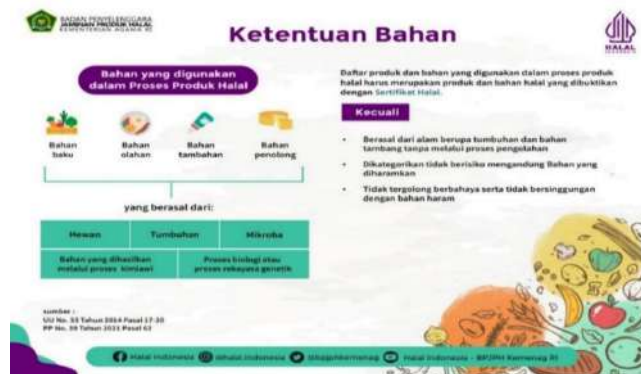 BADAN PENYELENGGARA
JAMINAN PRODUK HALAL
KEMENTERIAN AGAMA RI
Ketentuan Bahan
HALAL
INDONESIA
Bahan yang digunakan
dalam Proses Produk Halal
Bahan
baku
Bahan
olahan
Bahan
tambahan
Bahan
penolong
yang berasal dari:
Hewan
Tumbuhan
Mikroba
Bahan yang dihasilkan
melalui proses kimiawi
Proses biologi atau
proses rekayasa genetik
Daftar produk dan bahan yang digunakan dalam proses produk
halal harus merupakan produk dan bahan halal yang dibuktikan
dengan Sertifikat Halal.
Kecuali
• Berasal dari alam berupa tumbuhan dan bahan
tambang tanpa melalui proses pengolahan
• Dikategorikan tidak berisiko mengandung Bahan yang
diharamkan
• Tidak tergolong berbahaya serta tidak bersinggungan
dengan bahan haram
sumber :
UU No. 33 Tahun 2014 Pasal 17-20
PP No. 39 Tahun 2021 Pasal 62
Halal Indonesia @halal.indonesia bpjphkemenag Halal Indonesia - BPJPH Kemenag RI